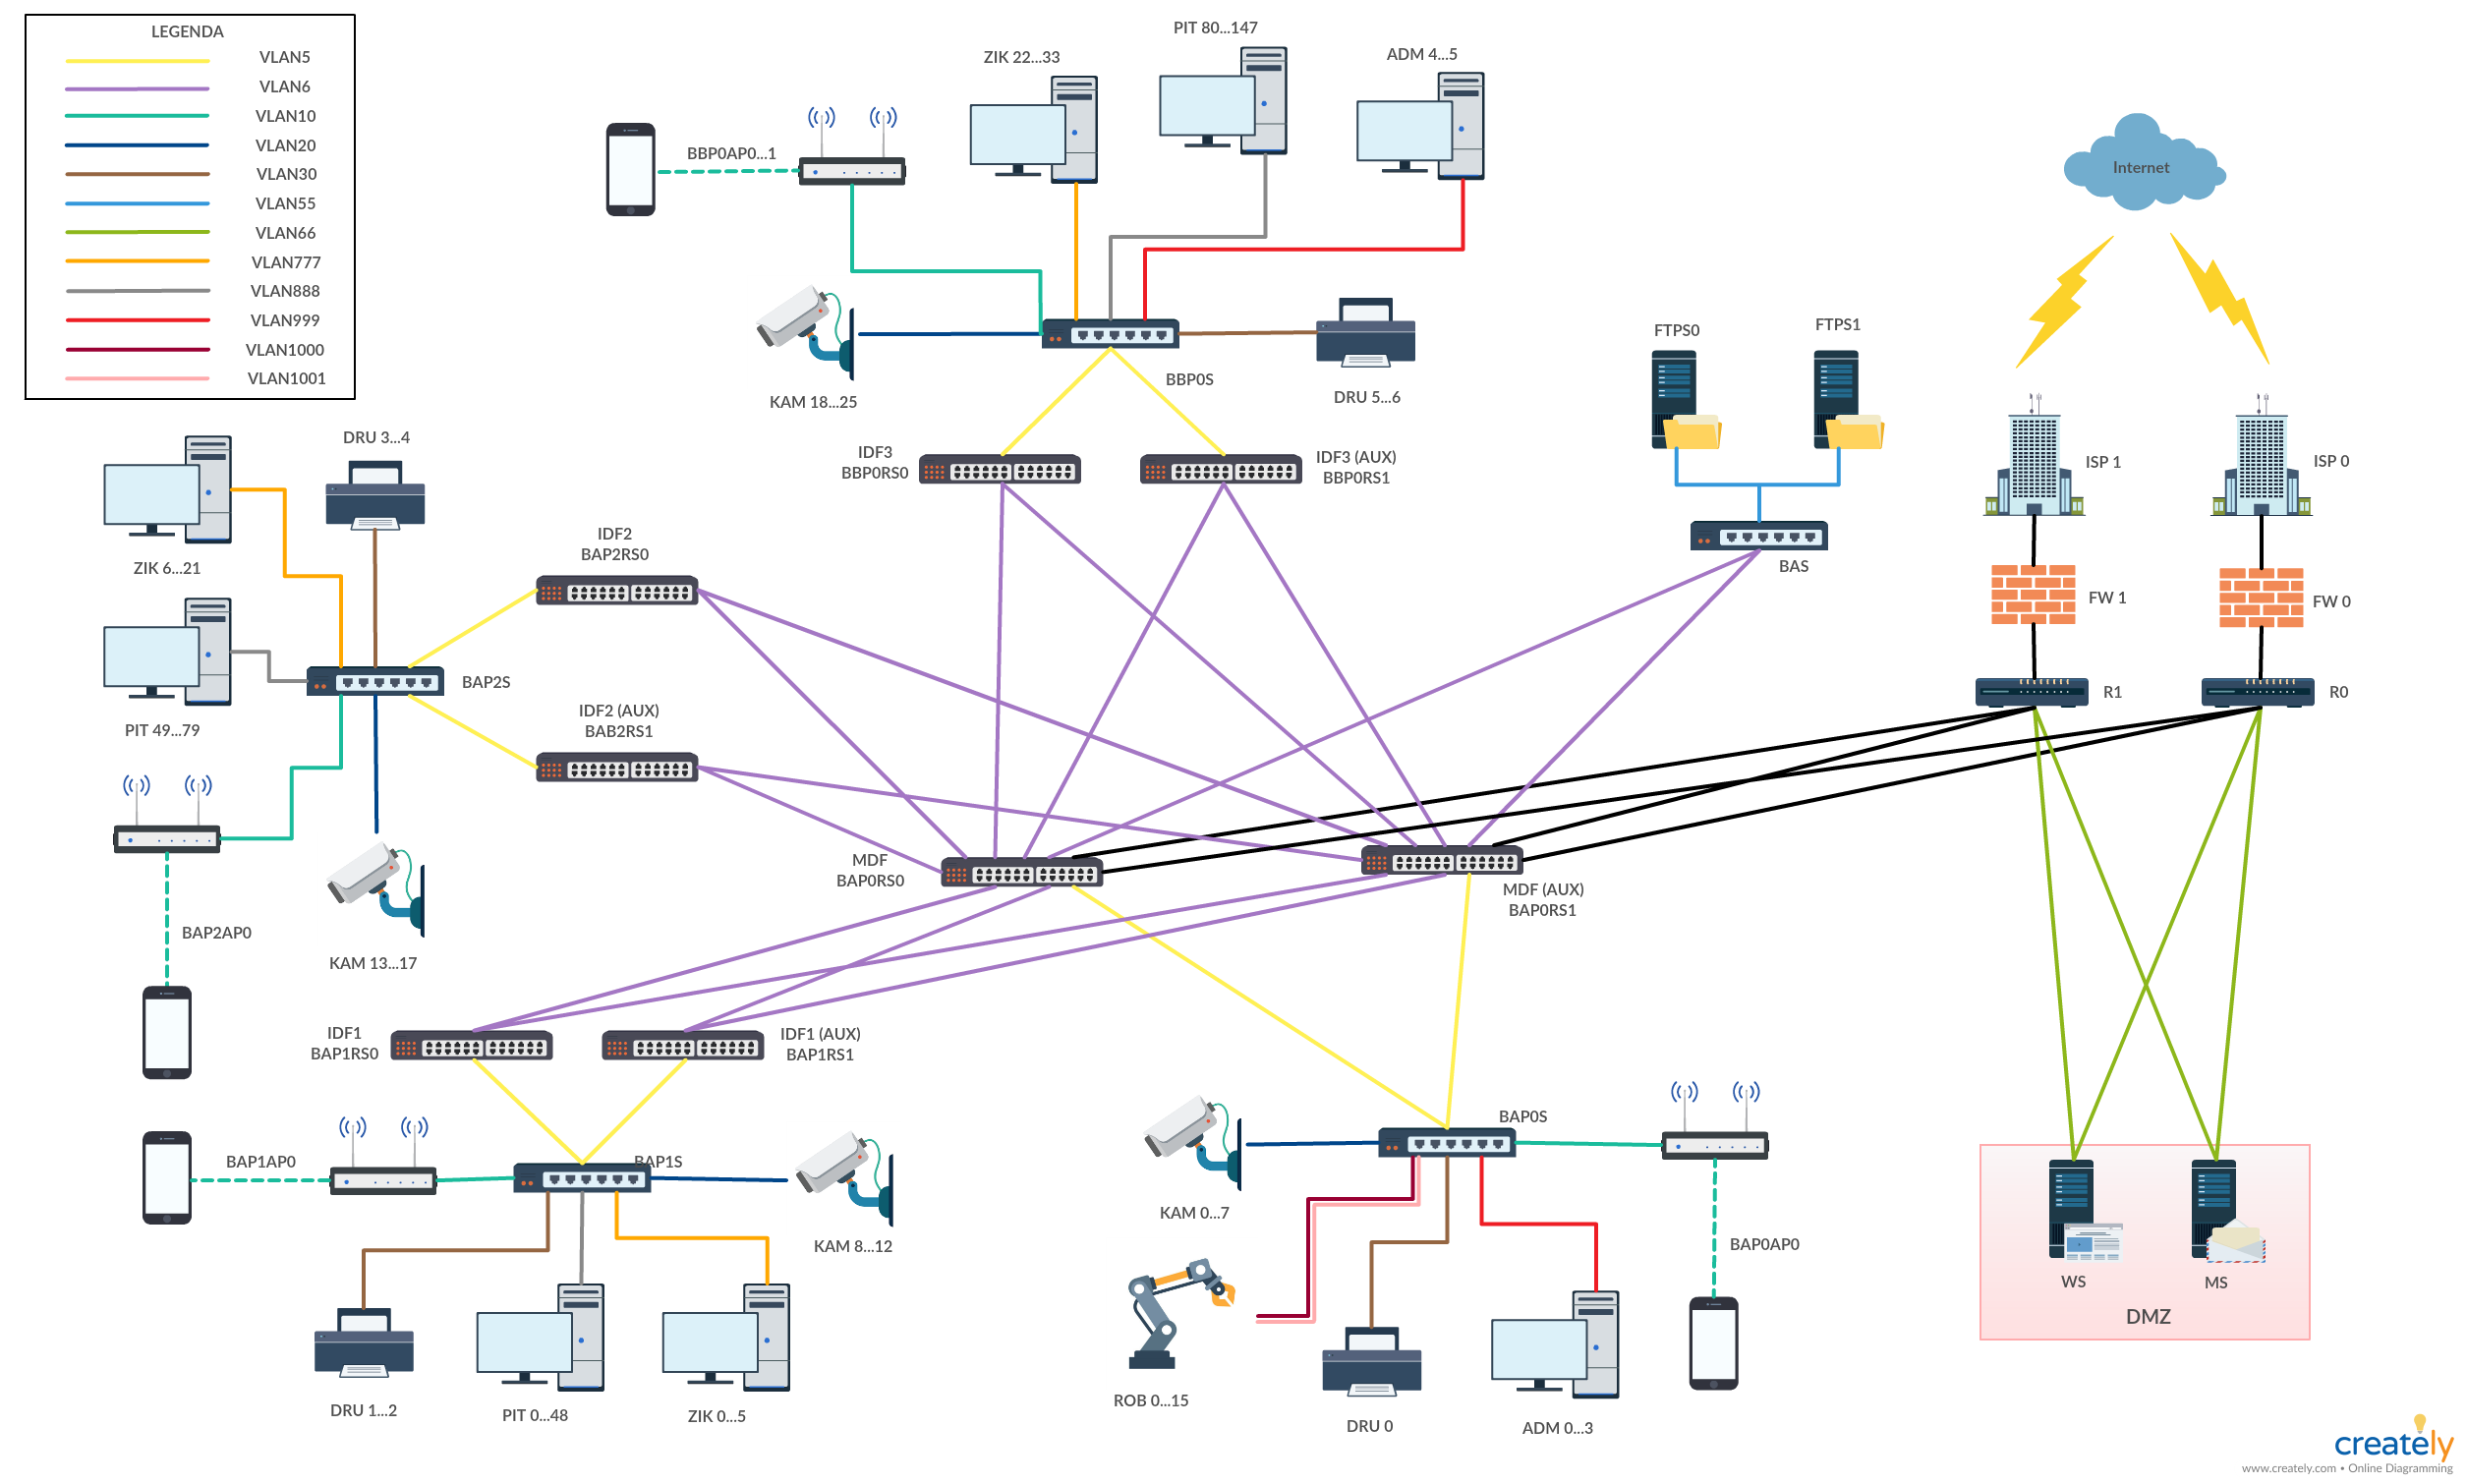 LEGENDA
VLAN5
VLAN6
VLAN10
VLAN20
VLAN30
VLAN55
VLAN66
VLAN777
VLAN888
VLAN999
VLAN1000
VLAN1001
PIT 80...147
ZIK 22...33
ADM 4...5
BBP0AP0...1
KAM 18...25
BBP0S
DRU 5...6
IDF3
BBP0RS0
IDF3 (AUX)
BBP0RS1
Internet
FTPS0
FTPS1
BAS
ISP 1
ISP 0
FW 1
FW 0
R1
R0
DRU 3...4
ZIK 6...21
IDF2
BAP2RS0
PIT 49...79
BAP2S
IDF2 (AUX)
BAB2RS1
BAP2AP0
KAM 13...17
MDF
BAP0RS0
MDF (AUX)
BAP0RS1
IDF1
BAP1RS0
IDF1 (AUX)
BAP1RS1
BAP1AP0
BAP1S
KAM 8...12
DRU 1...2
PIT 0...48
ZIK 0...5
BAP0S
KAM 0...7
BAP0AP0
ROB 0...15
DRU 0
ADM 0...3
WS
MS
DMZ
creately
www.creately.com • Online Diagramming